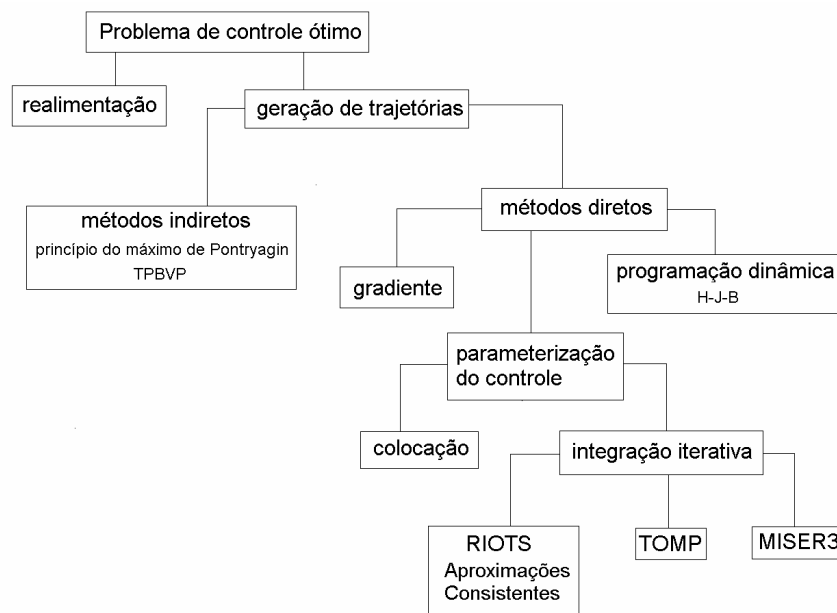 Problema de controle ótimo
realimentação
geração de trajetórias
métodos indiretos
princípio do máximo de Pontryagin
TPBVP
métodos diretos
gradiente
programação dinâmica
H-J-B
parameterização
do controle
colocação
integração iterativa
RIOTS
Aproximações
Consistentes
TOMP
MISER3